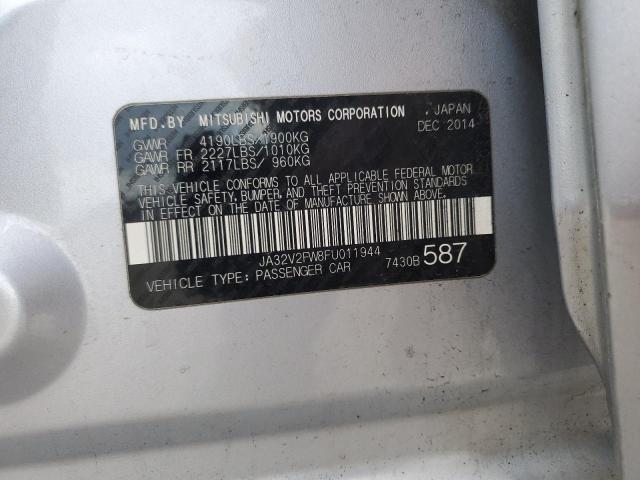 MFD.BY MITSUBISHI MOTORS CORPORATION , JAPAN
DEC 2014
GVWR 4190LBS/1900KG
GAWR FR 2227LBS/1010KG
GAWR RR 2117LBS/ 960KG
THIS VEHICLE CONFORMS TO ALL APPLICABLE FEDERAL MOTOR
VEHICLE SAFETY, BUMPER, AND THEFT PREVENTION STANDARDS
IN EFFECT ON THE DATE OF MANUFACTURE SHOWN ABOVE.
JA32V2FW8FU011944
VEHICLE TYPE: PASSENGER CAR 7430B587